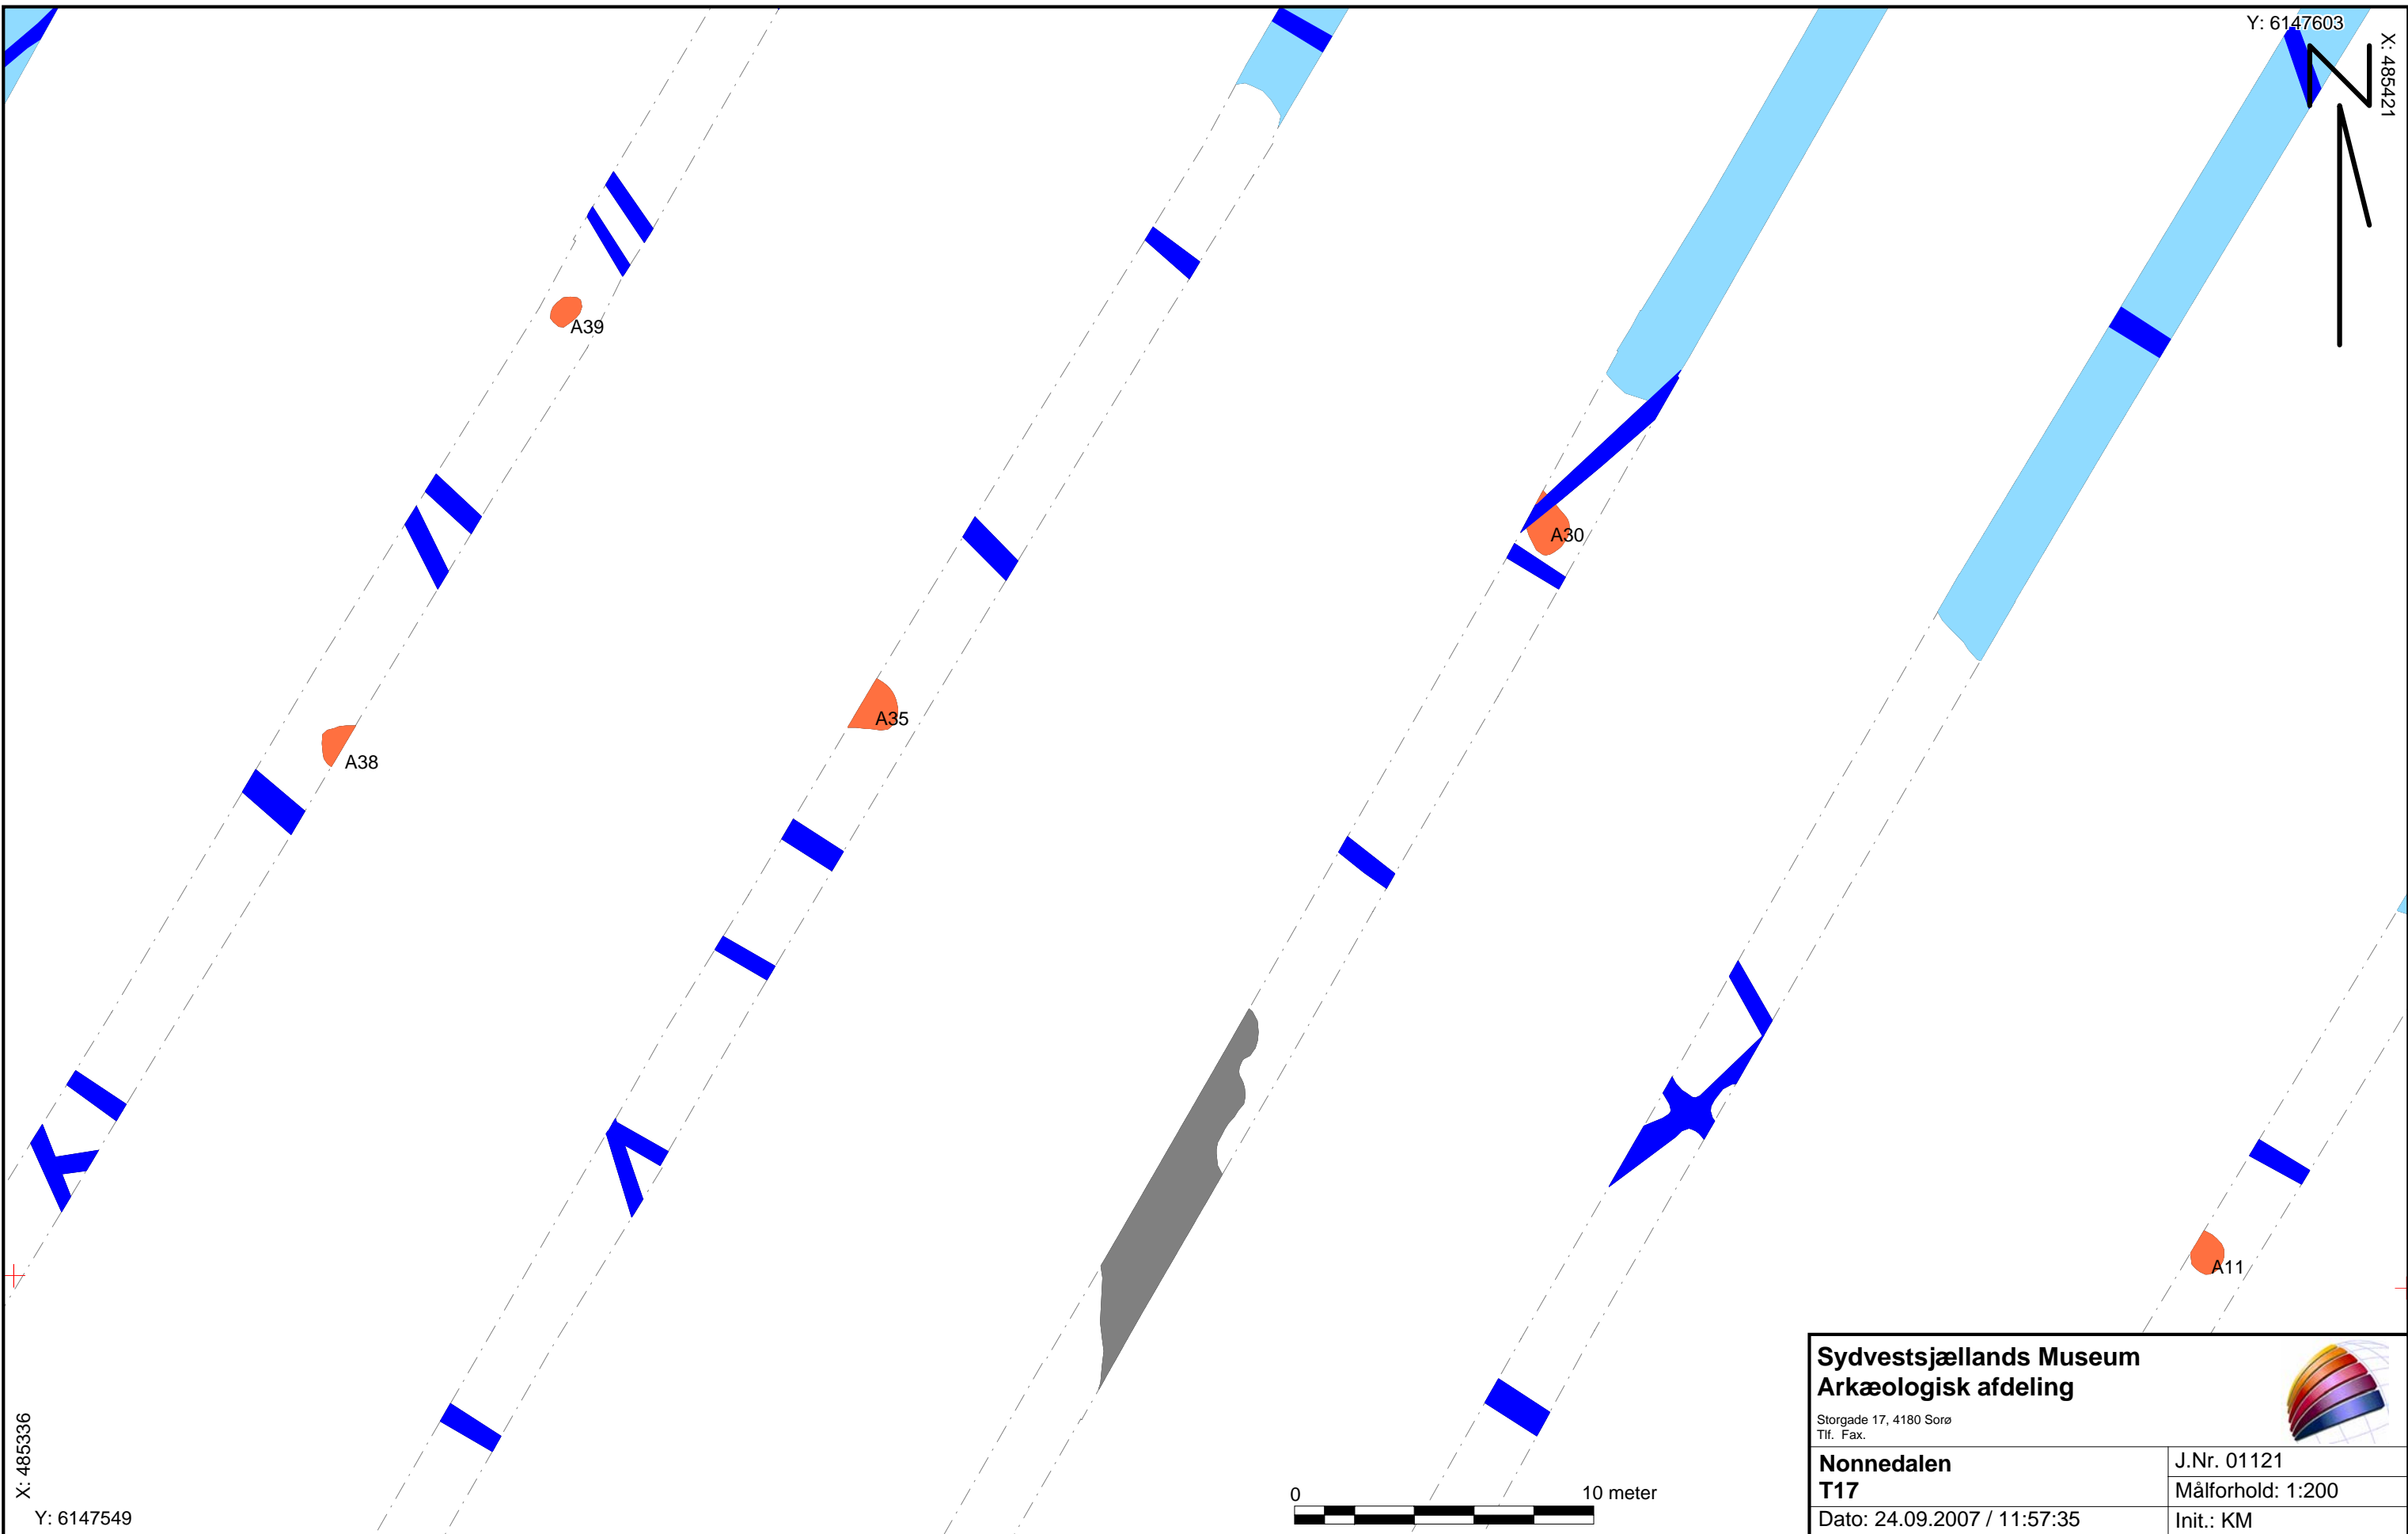 Y: 6147603
X: 485421
A39
A30
A35
A38
A11
X: 485336
Y: 6147549
0
10 meter
Sydvestsjællands Museum
Arkæologisk afdeling
Storgade 17, 4180 Sorø
Tlf. Fax.
Nonnedalen
T17
J.Nr. 01121
Målforhold: 1:200
Dato: 24.09.2007 / 11:57:35
Init.: KM